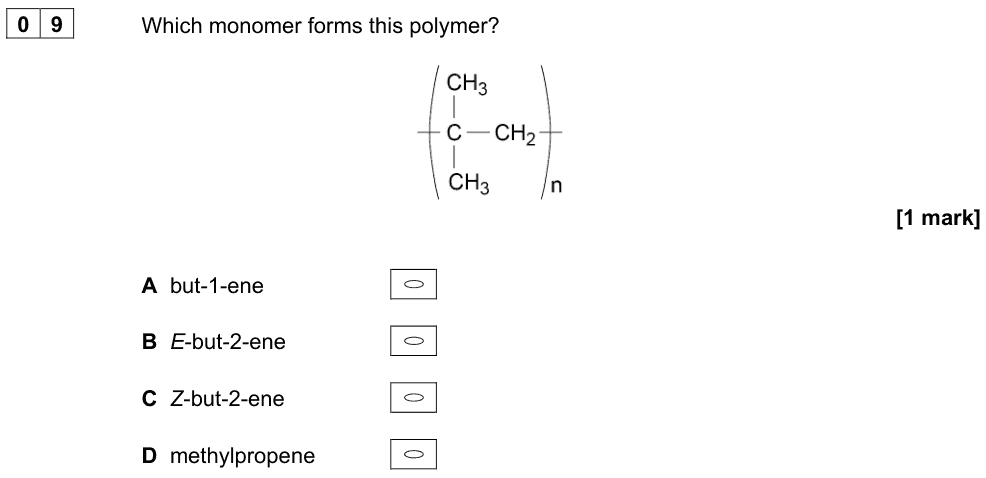 0 9 Which monomer forms this polymer?
CH3
C CH2
CH3 n
[1 mark]
A but-1-ene
B E-but-2-ene
C Z-but-2-ene
D methylpropene